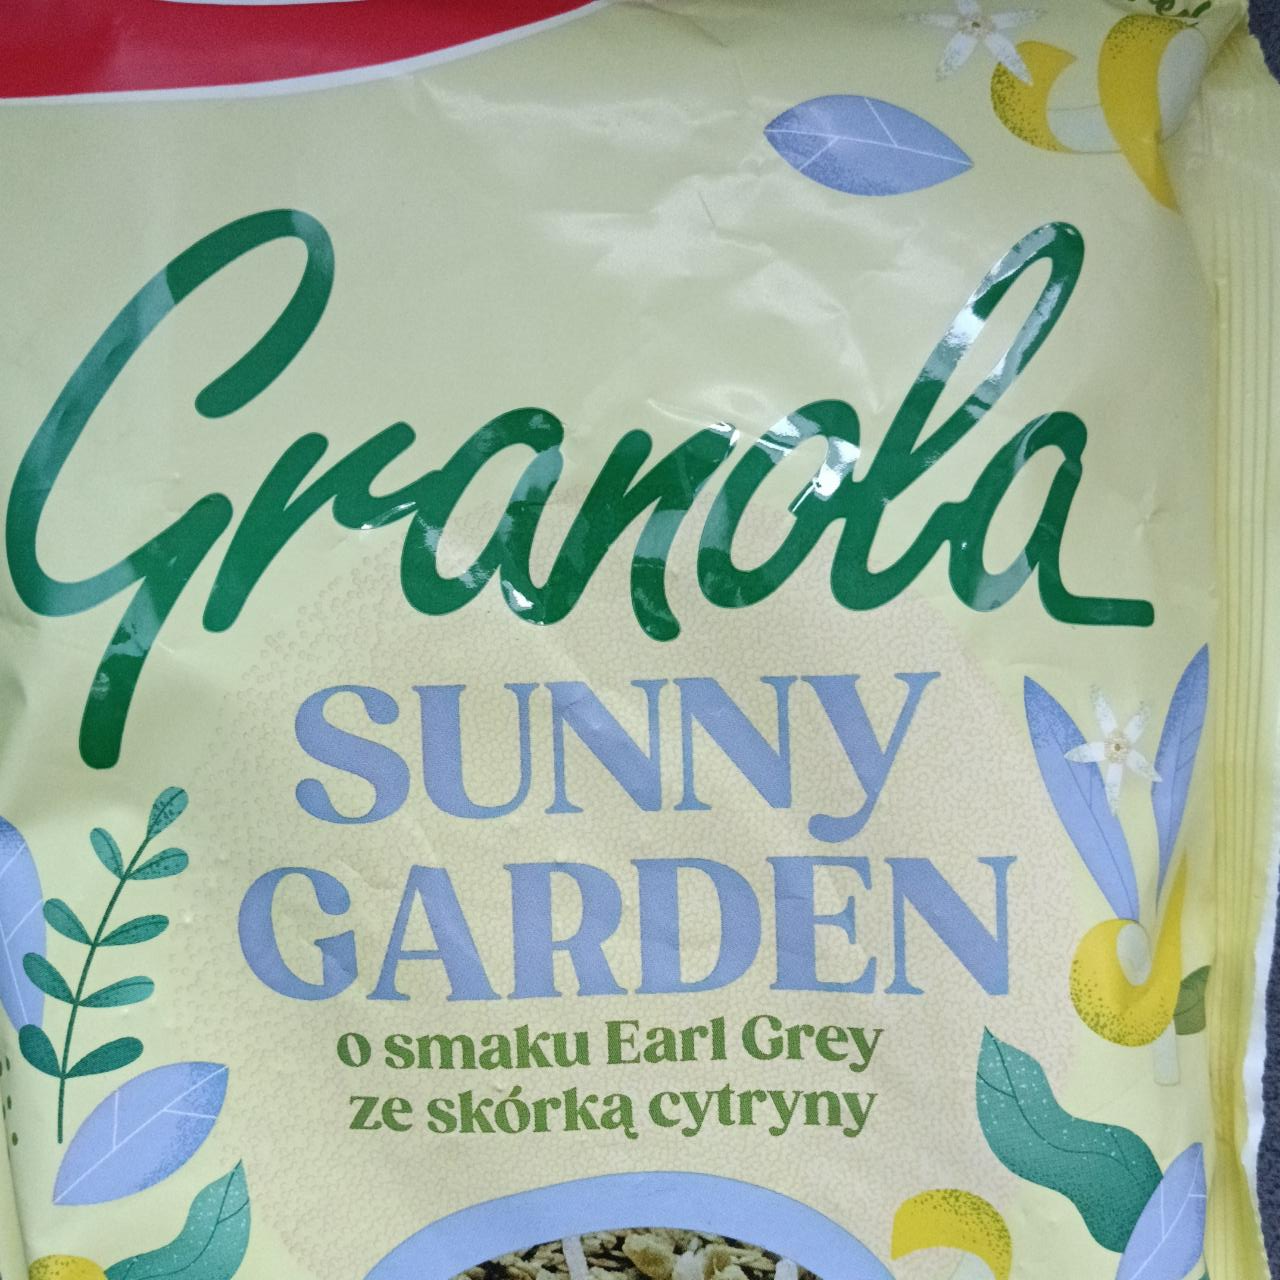 Granola
SUNNY
GARDEN
o smaku Earl Grey
ze skórką cytryny